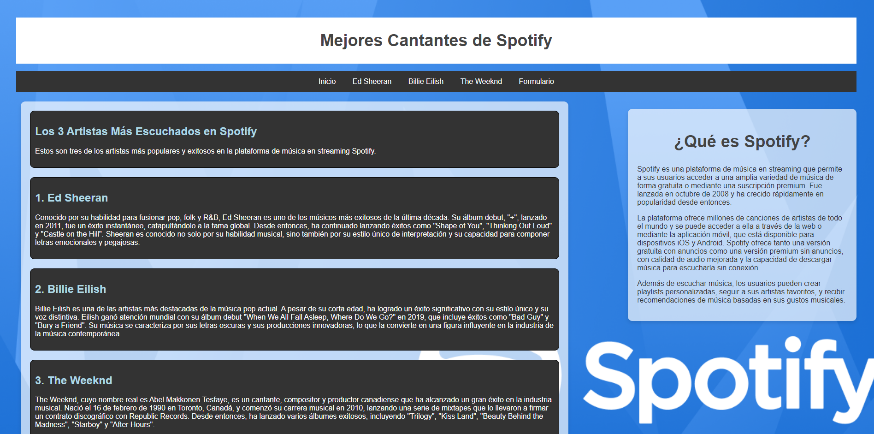 Mejores Cantantes de Spotify
Inicio Ed Sheeran Billie Eilish The Weeknd Formulario
Los 3 Artistas Más Escuchados en Spotify
Estos son tres de los artistas más populares y exitosos en la plataforma de música en streaming Spotify.
1. Ed Sheeran
Conocido por su habilidad para fusionar pop, folk y R&B, Ed Sheeran es uno de los músicos más exitosos de la última década. Su álbum debut, "+", lanzado
en 2011, fue un éxito instantáneo, catapultándolo a la fama global. Desde entonces, ha continuado lanzando éxitos como "Shape of You", "Thinking Out Loud"
y "Castle on the Hill". Sheeran es conocido no solo por su habilidad musical, sino también por su estilo único de interpretación y su capacidad para componer
letras emocionales y pegajosas.
2. Billie Eilish
Billie Eilish es una de las artistas más destacadas de la música pop actual. A pesar de su corta edad, ha logrado un éxito significativo con su estilo único y su
voz distintiva. Eilish ganó atención mundial con su álbum debut "When We All Fall Asleep, Where Do We Go?" en 2019, que incluye éxitos como "Bad Guy" y
"Bury a Friend". Su música se caracteriza por sus letras oscuras y sus producciones innovadoras, lo que la convierte en una figura influyente en la industria de
la música contemporánea.
3. The Weeknd
The Weeknd, cuyo nombre real es Abel Makkonen Tesfaye, es un cantante, compositor y productor canadiense que ha alcanzado un gran éxito en la industria
musical. Nació el 16 de febrero de 1990 en Toronto, Canadá, y comenzó su carrera musical en 2010, lanzando una serie de mixtapes que lo llevaron a firmar
un contrato discográfico con Republic Records. Desde entonces, ha lanzado varios álbumes exitosos, incluyendo "Trilogy", "Kiss Land", "Beauty Behind the
Madness", "Starboy" y "After Hours".
¿Qué es Spotify?
Spotify es una plataforma de música en streaming que permite
a sus usuarios acceder a una amplia variedad de música de
forma gratuita o mediante una suscripción premium. Fue
lanzada en octubre de 2008 y ha crecido rápidamente en
popularidad desde entonces.
La plataforma ofrece millones de canciones de artistas de todo
el mundo y se puede acceder a ella a través de la web o
mediante la aplicación móvil, que está disponible para
dispositivos iOS y Android. Spotify ofrece tanto una versión
gratuita con anuncios como una versión premium sin anuncios,
con calidad de audio mejorada y la capacidad de descargar
música para escucharla sin conexión.
Además de escuchar música, los usuarios pueden crear
playlists personalizadas, seguir a sus artistas favoritos, y recibir
recomendaciones de música basadas en sus gustos musicales.
Spotify